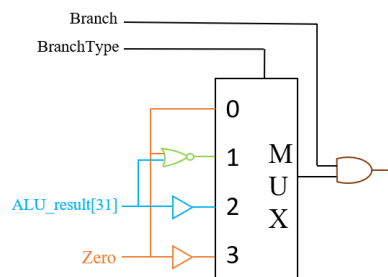 Branch
BranchType
0
1
2
3
M
U
X
ALU_result[31]
Zero